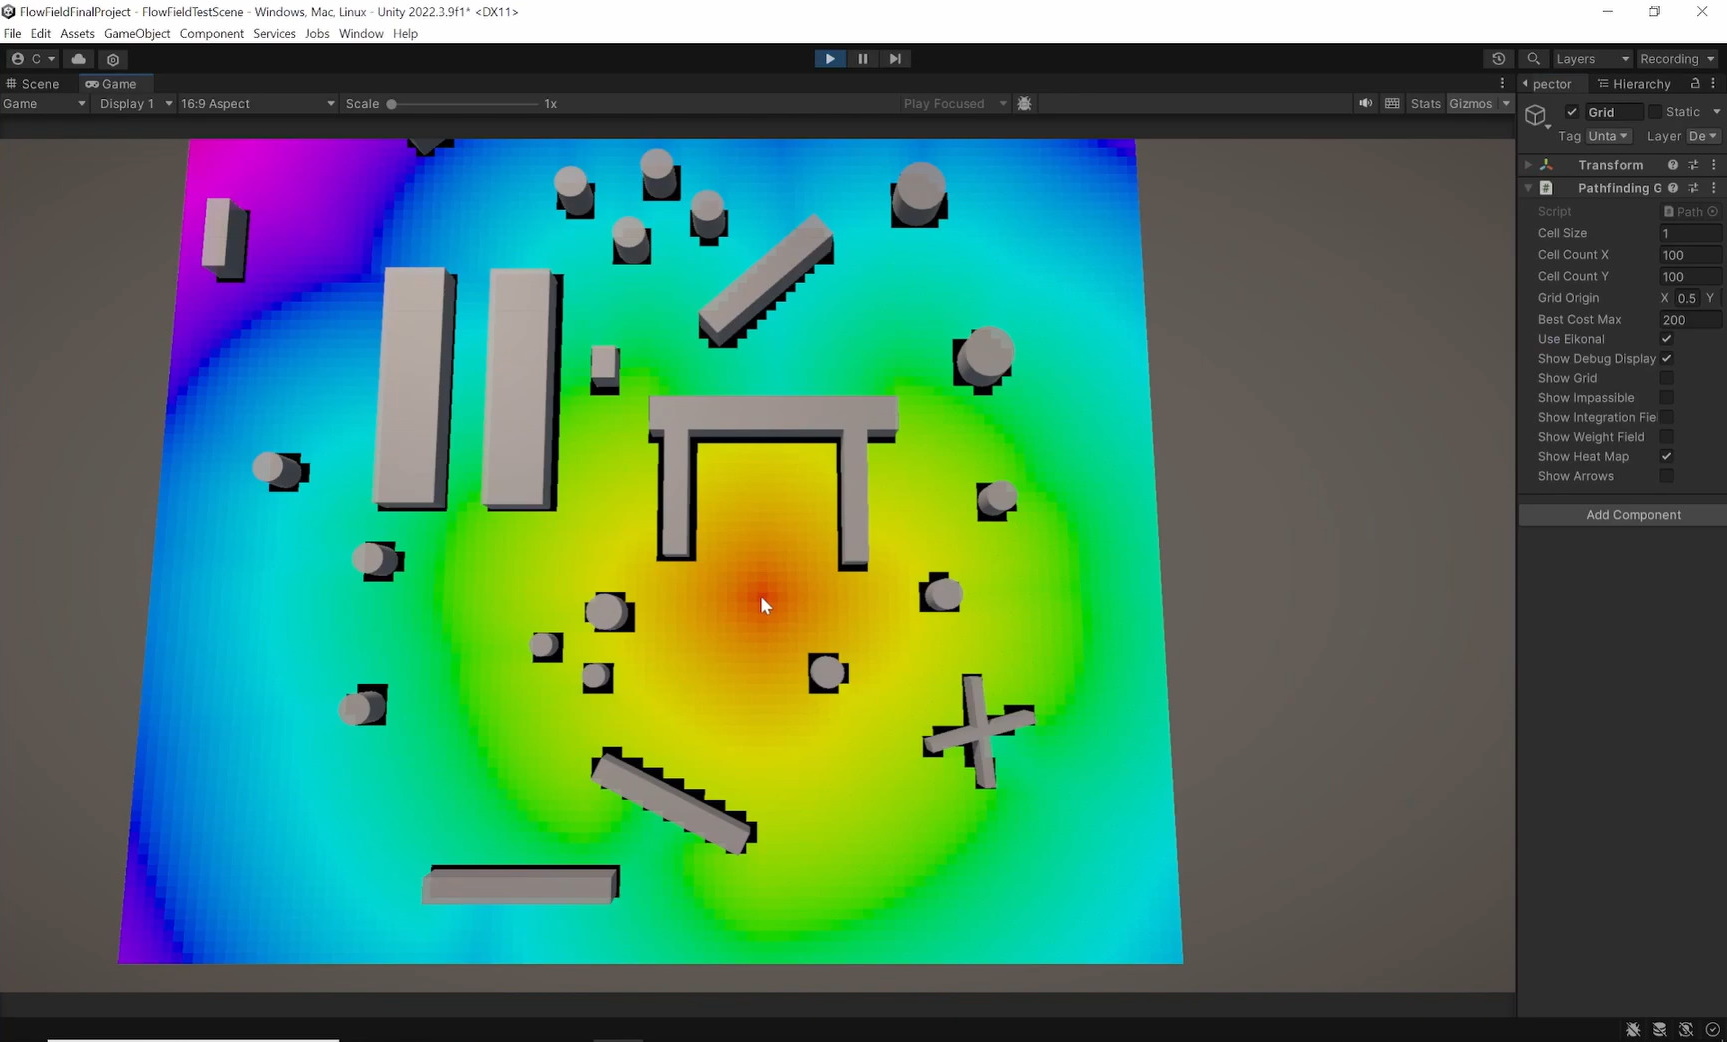 FlowFieldFinalProject - FlowFieldTestScene - Windows, Mac, Linux - Unity 2022.3.9f1* <DX11>
File Edit Assets GameObject Component Services Jobs Window Help
C Layers Recording
Scene Game pector Hierarchy
Game Display 1 16:9 Aspect Scale 1x Play Focused Stats Gizmos
Grid Static
Tag Unta Layer De
Transform
Pathfinding G
Script Path
Cell Size 1
Cell Count X 100
Cell Count Y 100
Grid Origin X 0.5 Y
Best Cost Max 200
Use Eikonal
Show Debug Display
Show Grid
Show Impassible
Show Integration Fie
Show Weight Field
Show Heat Map
Show Arrows
Add Component